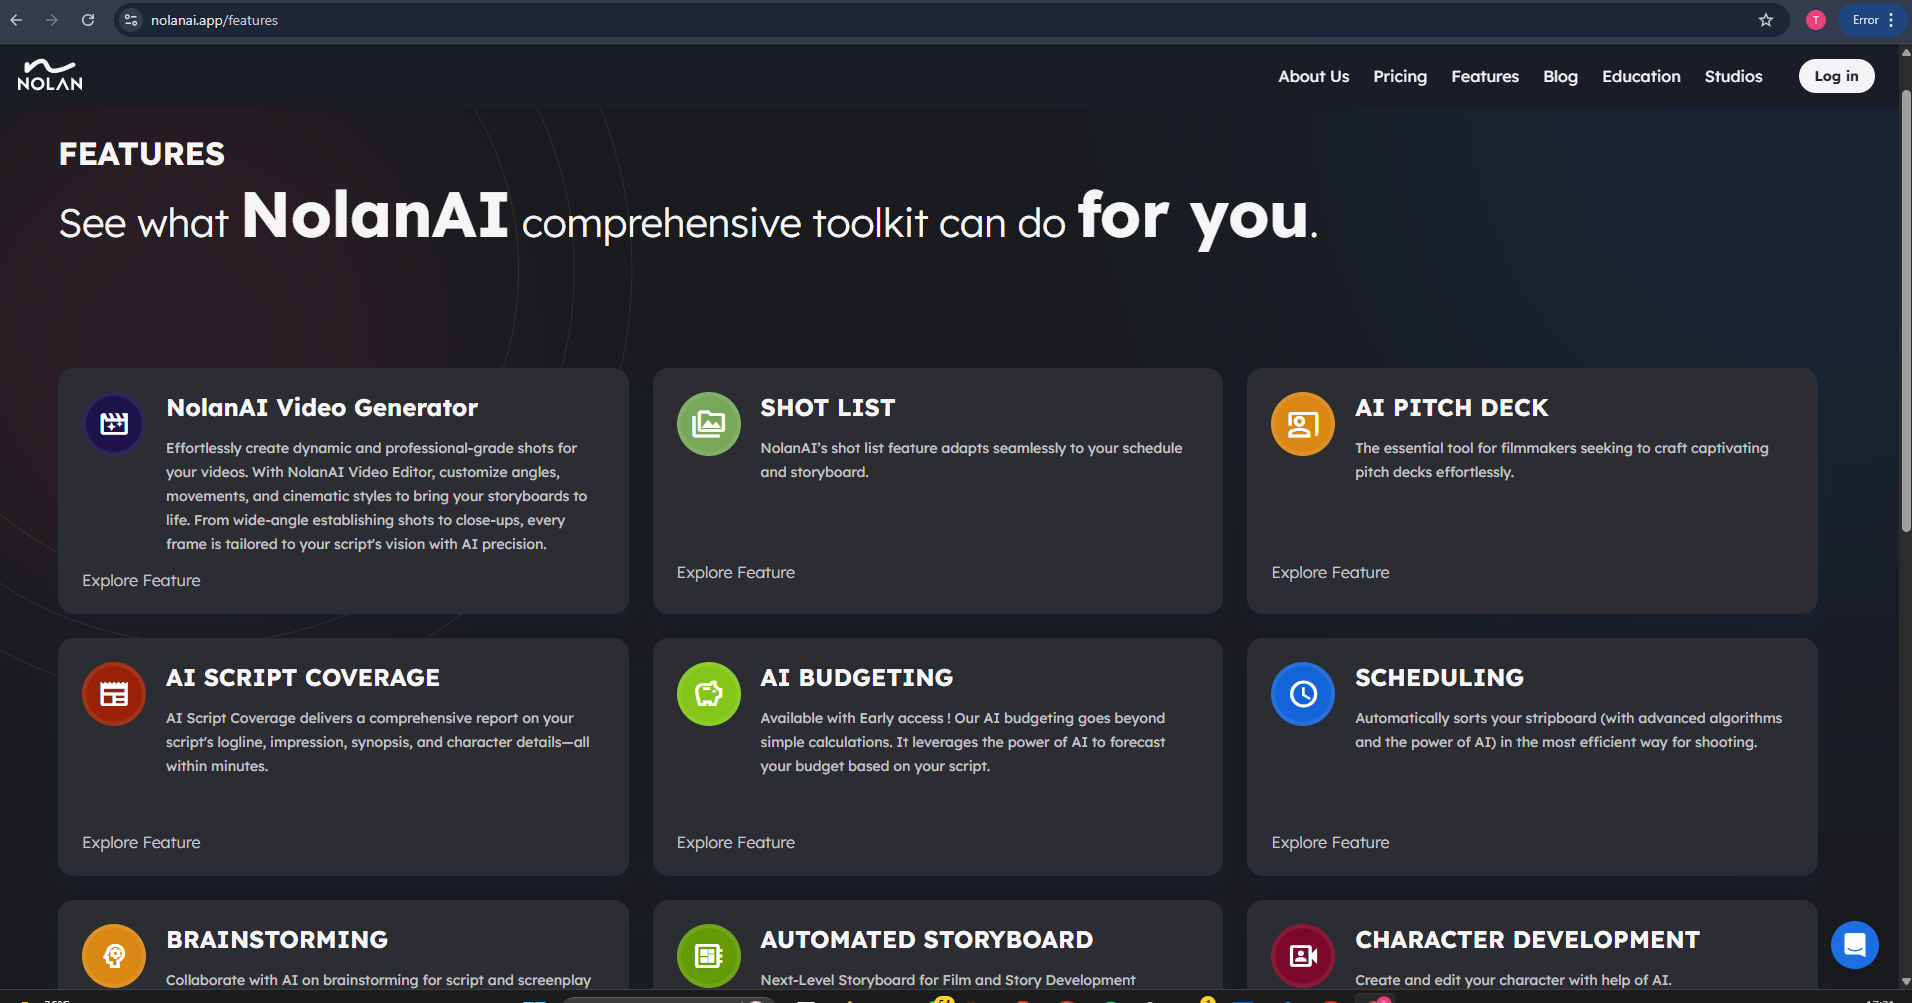 nolanai.app/features
T
Error
NOLAN
About Us
Pricing
Features
Blog
Education
Studios
Log in
FEATURES
See what NolanAI comprehensive toolkit can do for you.
NolanAI Video Generator
Effortlessly create dynamic and professional-grade shots for
your videos. With NolanAI Video Editor, customize angles,
movements, and cinematic styles to bring your storyboards to
life. From wide-angle establishing shots to close-ups, every
frame is tailored to your script's vision with AI precision.
Explore Feature
SHOT LIST
NolanAI’s shot list feature adapts seamlessly to your schedule
and storyboard.
Explore Feature
AI PITCH DECK
The essential tool for filmmakers seeking to craft captivating
pitch decks effortlessly.
Explore Feature
AI SCRIPT COVERAGE
AI Script Coverage delivers a comprehensive report on your
script's logline, impression, synopsis, and character details—all
within minutes.
Explore Feature
AI BUDGETING
Available with Early access ! Our AI budgeting goes beyond
simple calculations. It leverages the power of AI to forecast
your budget based on your script.
Explore Feature
SCHEDULING
Automatically sorts your stripboard (with advanced algorithms
and the power of AI) in the most efficient way for shooting.
Explore Feature
BRAINSTORMING
Collaborate with AI on brainstorming for script and screenplay
AUTOMATED STORYBOARD
Next-Level Storyboard for Film and Story Development
CHARACTER DEVELOPMENT
Create and edit your character with help of AI.